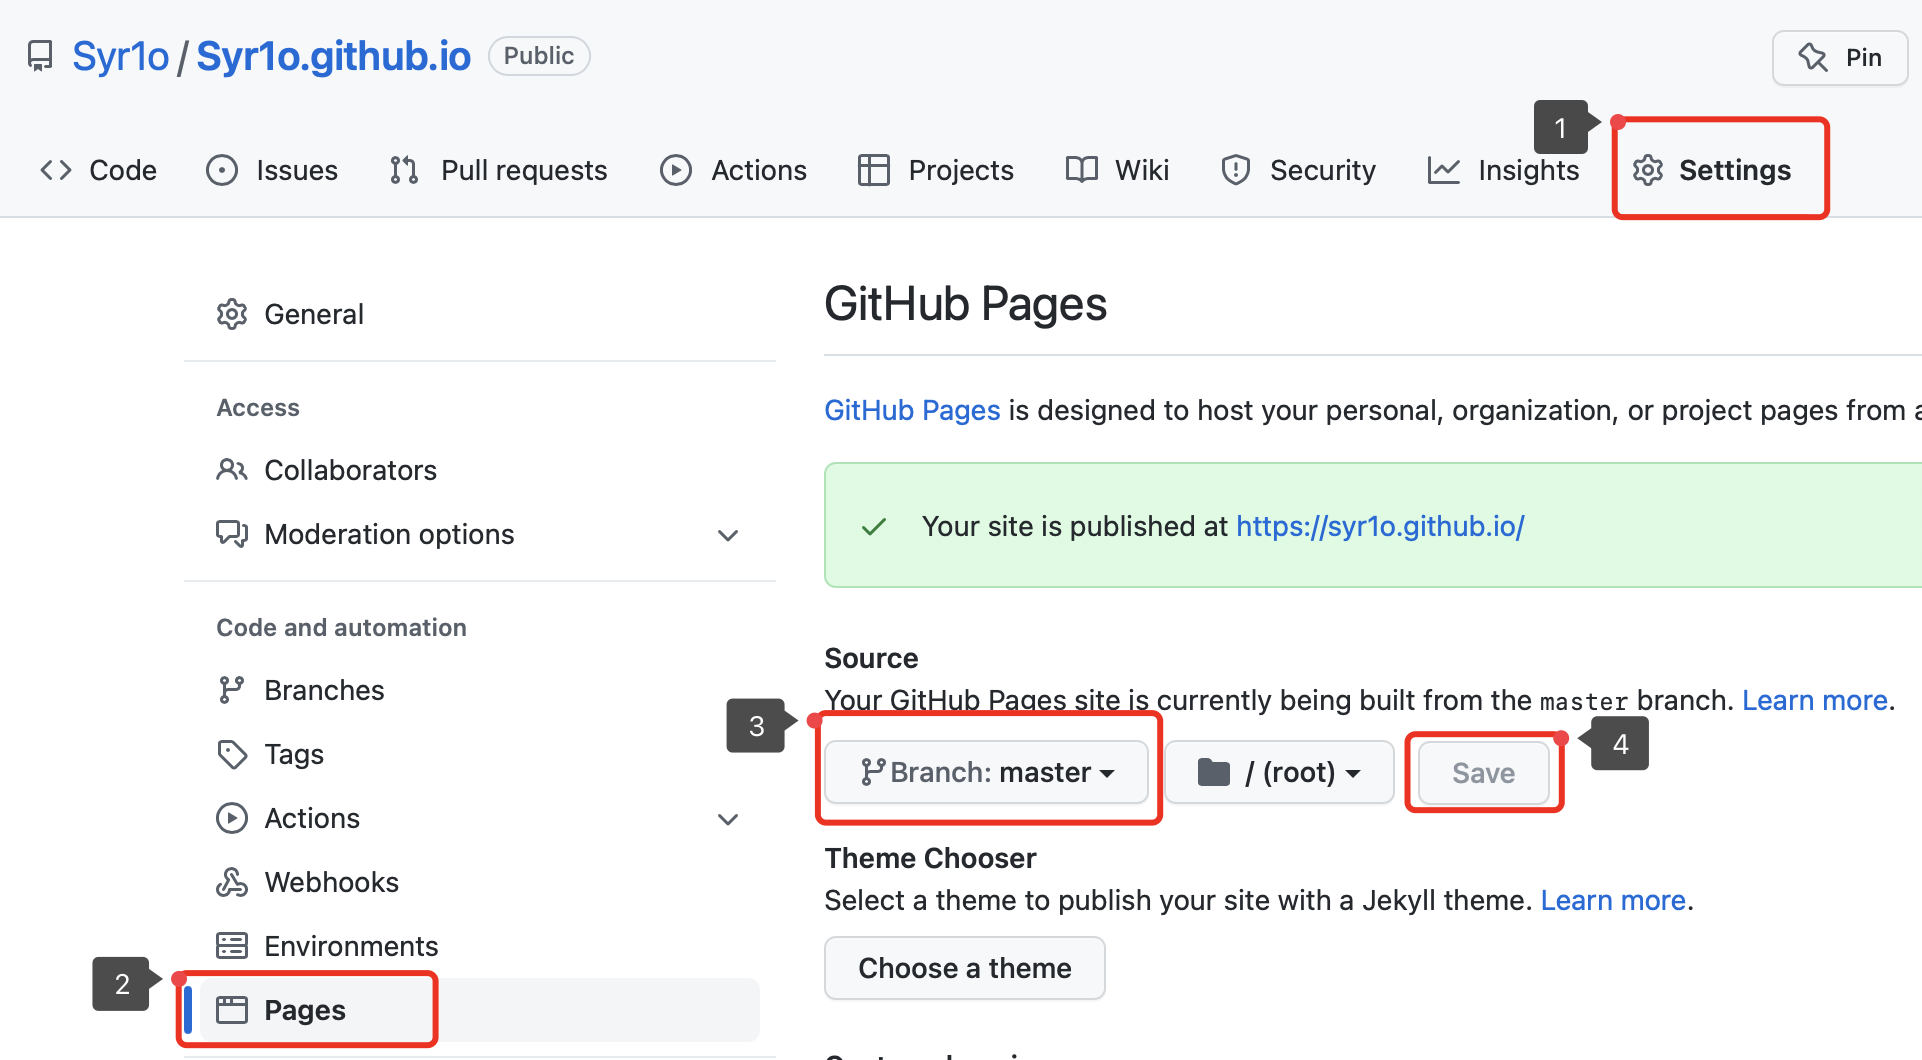 Syr1o / Syr1o.github.io Public
Pin
1
Code Issues Pull requests Actions Projects Wiki Security Insights Settings
General
Access
Collaborators
Moderation options
Code and automation
Branches
Tags
Actions
Webhooks
Environments
2
Pages
GitHub Pages
GitHub Pages is designed to host your personal, organization, or project pages from a
Your site is published at https://syr1o.github.io/
Source
Your GitHub Pages site is currently being built from the master branch. Learn more.
3
4
Branch: master / (root) Save
Theme Chooser
Select a theme to publish your site with a Jekyll theme. Learn more.
Choose a theme